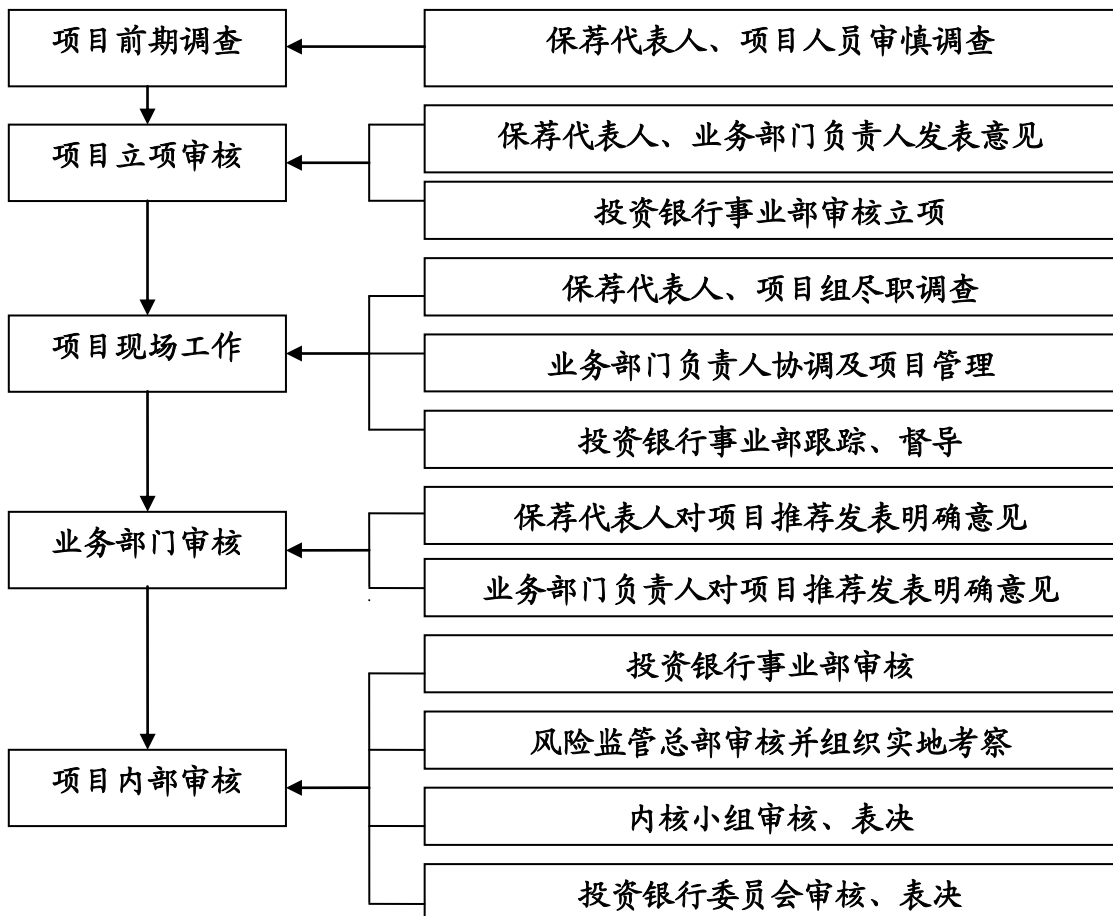 项目前期调查
保荐代表人、项目人员审慎调查
项目立项审核
保荐代表人、业务部门负责人发表意见
投资银行事业部审核立项
项目现场工作
保荐代表人、项目组尽职调查
业务部门负责人协调及项目管理
投资银行事业部跟踪、督导
业务部门审核
保荐代表人对项目推荐发表明确意见
业务部门负责人对项目推荐发表明确意见
项目内部审核
投资银行事业部审核
风险监管总部审核并组织实地考察
内核小组审核、表决
投资银行委员会审核、表决